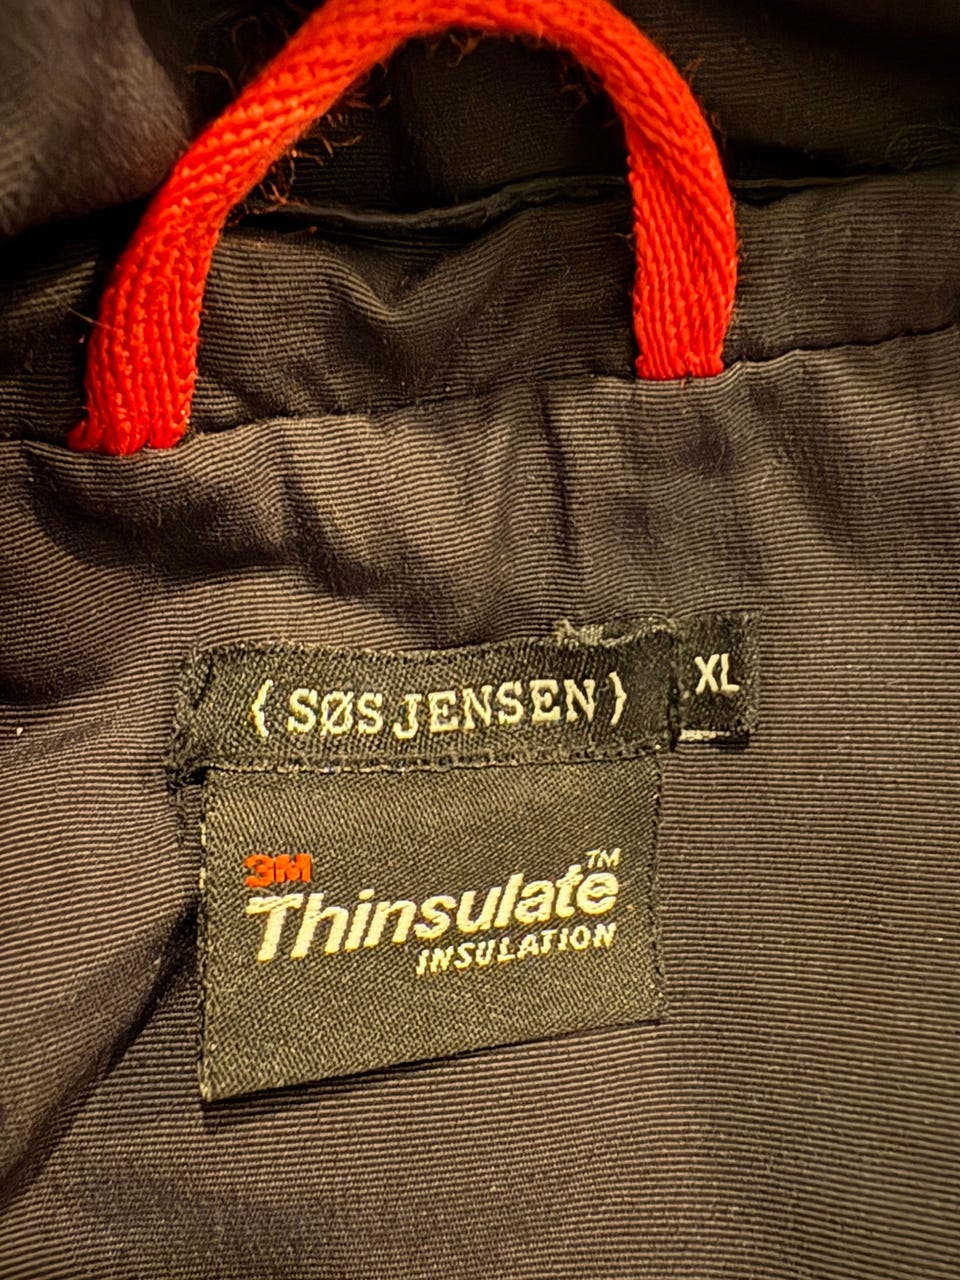 { SØS JENSEN }
XL
3M
Thinsulate™
INSULATION